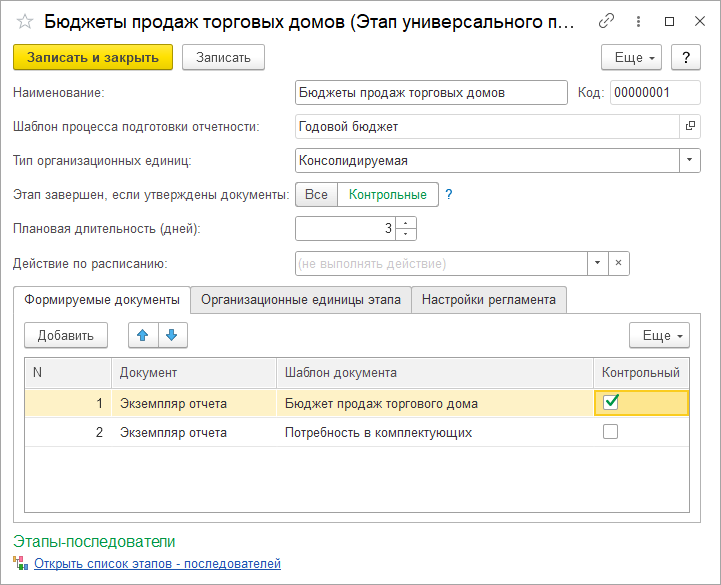 Бюджеты продаж торговых домов (Этап универсального п...
Записать и закрыть Записать Еще ?
Наименование: Бюджеты продаж торговых домов Код: 00000001
Шаблон процесса подготовки отчетности: Годовой бюджет
Тип организационных единиц: Консолидируемая
Этап завершен, если утверждены документы: Все Контрольные ?
Плановая длительность (дней): 3
Действие по расписанию: (не выполнять действие) ×
Формируемые документы Организационные единицы этапа Настройки регламента
Добавить Еще
N Документ Шаблон документа Контрольный
1 Экземпляр отчета Бюджет продаж торгового дома
2 Экземпляр отчета Потребность в комплектующих
Этапы-последователи
Открыть список этапов - последователей